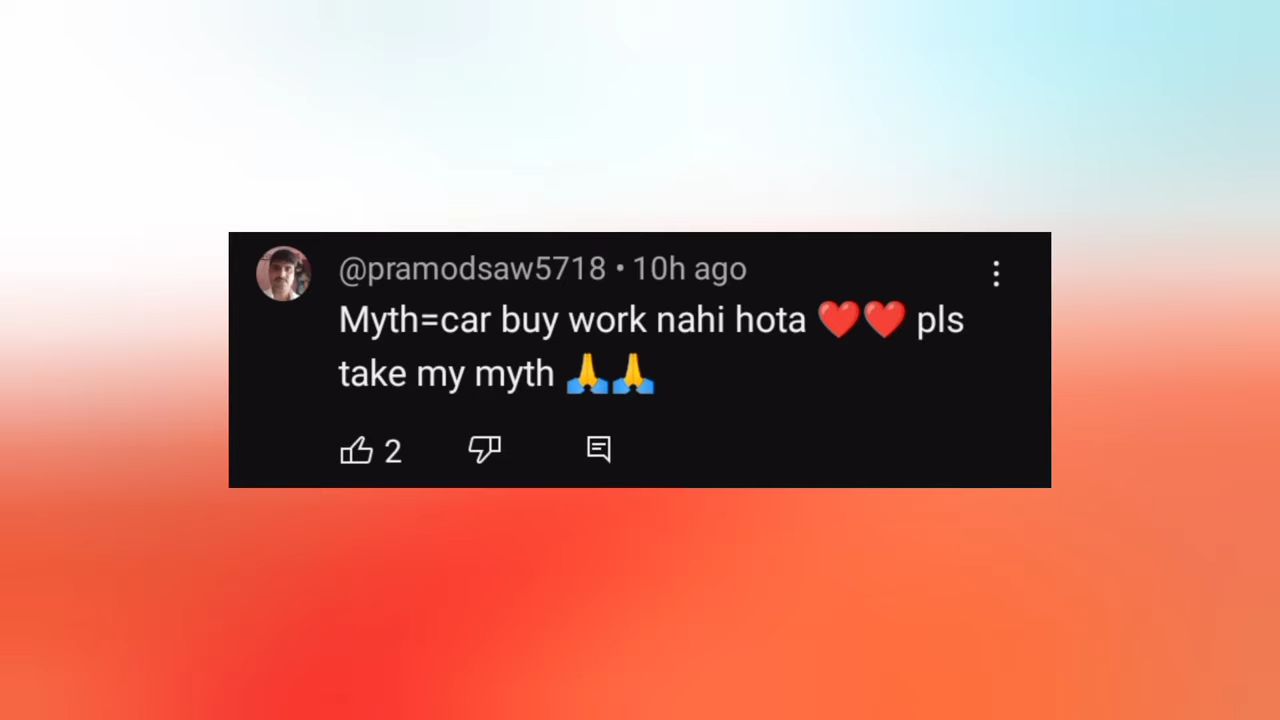 @pramodsaw5718 • 10h ago
Myth=car buy work nahi hota ❤️❤️ pls
take my myth 🙏🙏
2